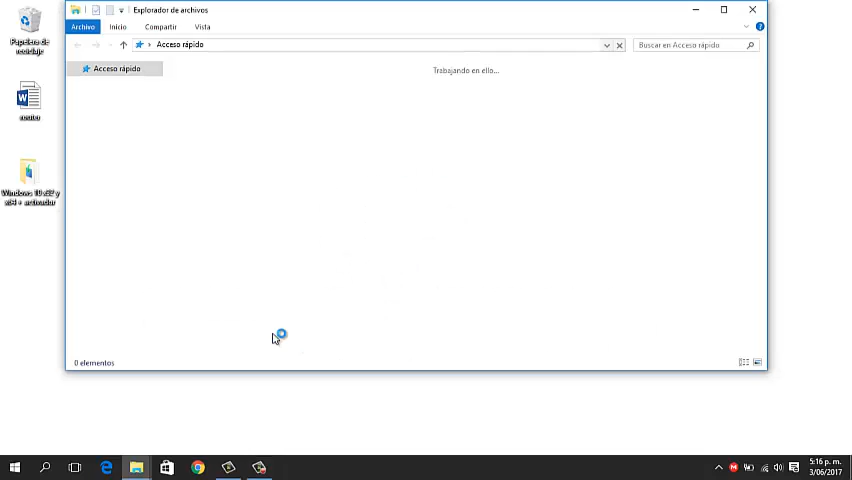 Explorador de archivos
Archivo
Inicio
Compartir
Vista
Acceso rápido
Buscar en Acceso rápido
Acceso rápido
Trabajando en ello...
0 elementos
Papelera de
reciclaje
router
Windows 10 x32 y
x64 + activador
5:16 p. m.
3/06/2017